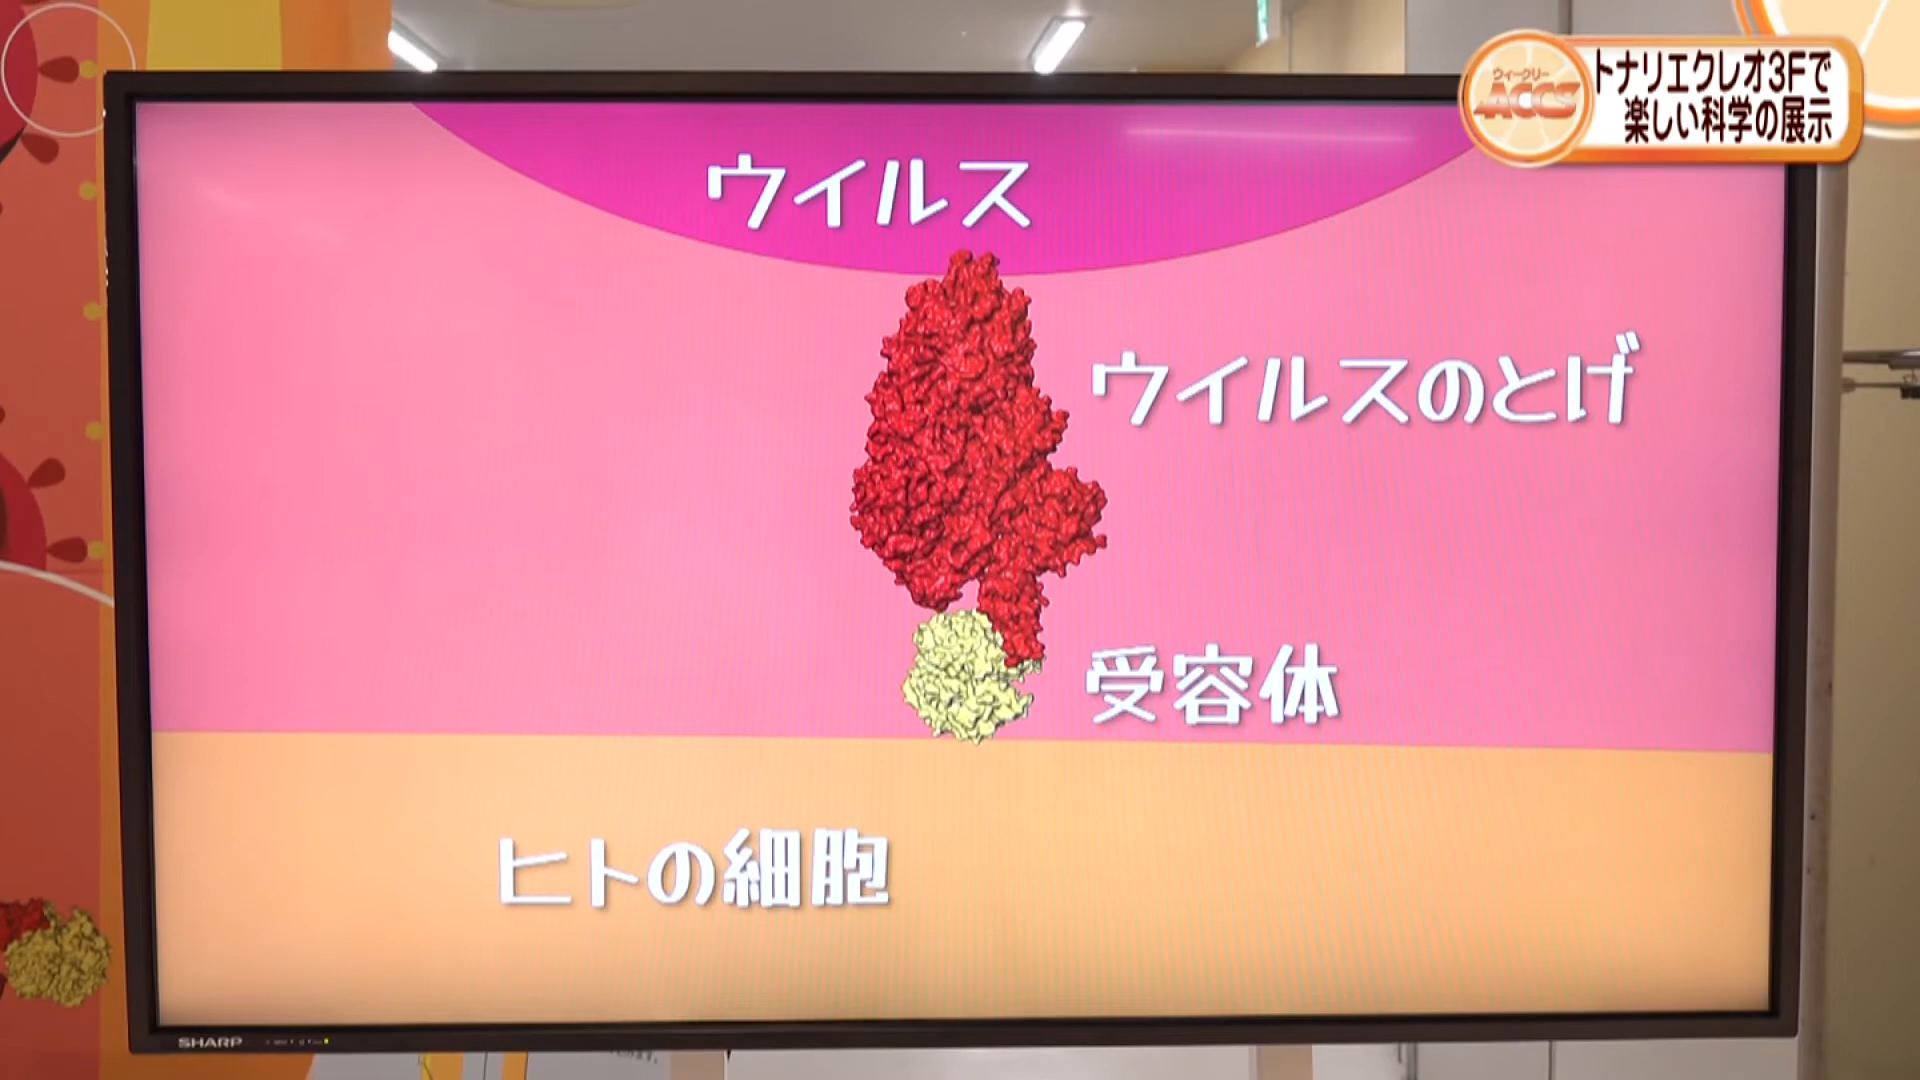 ウィークリー
ACCS
トナリエクレオ3Fで
楽しい科学の展示
ウイルス
ウイルスのとげ
受容体
ヒトの細胞
SHARP